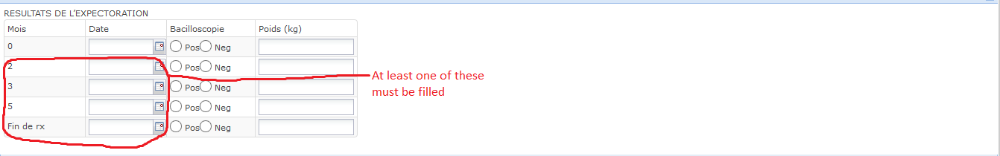 RESULTATS DE L'EXPECTORATION
Mois Date Bacilloscopie Poids (kg)
0 Pos Neg
2 Pos Neg
At least one of these
must be filled
3 Pos Neg
5 Pos Neg
Fin de rx Pos Neg